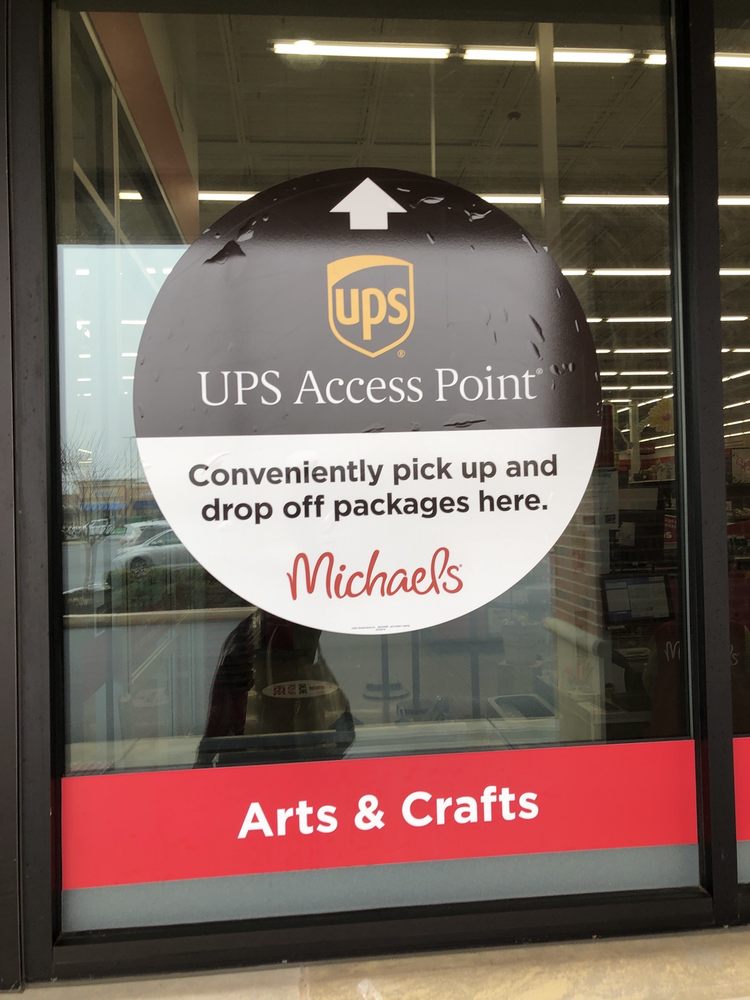 ups
UPS Access Point®
Conveniently pick up and
drop off packages here.
Michaels
Arts & Crafts